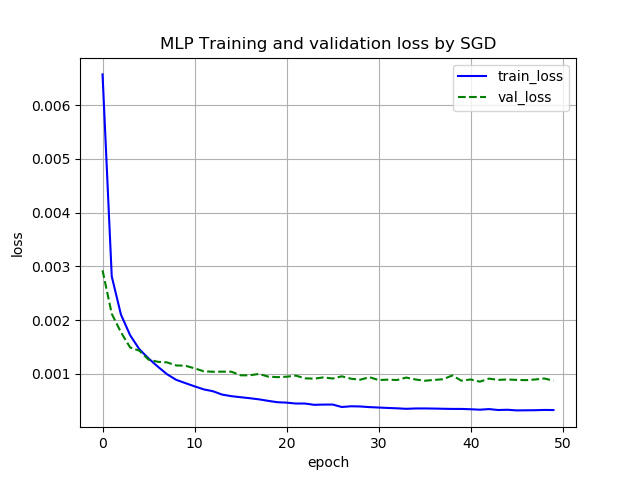 MLP Training and validation loss by SGD
train_loss
val_loss
0.006
0.005
0.004
0.003
0.002
0.001
loss
0 10 20 30 40 50
epoch